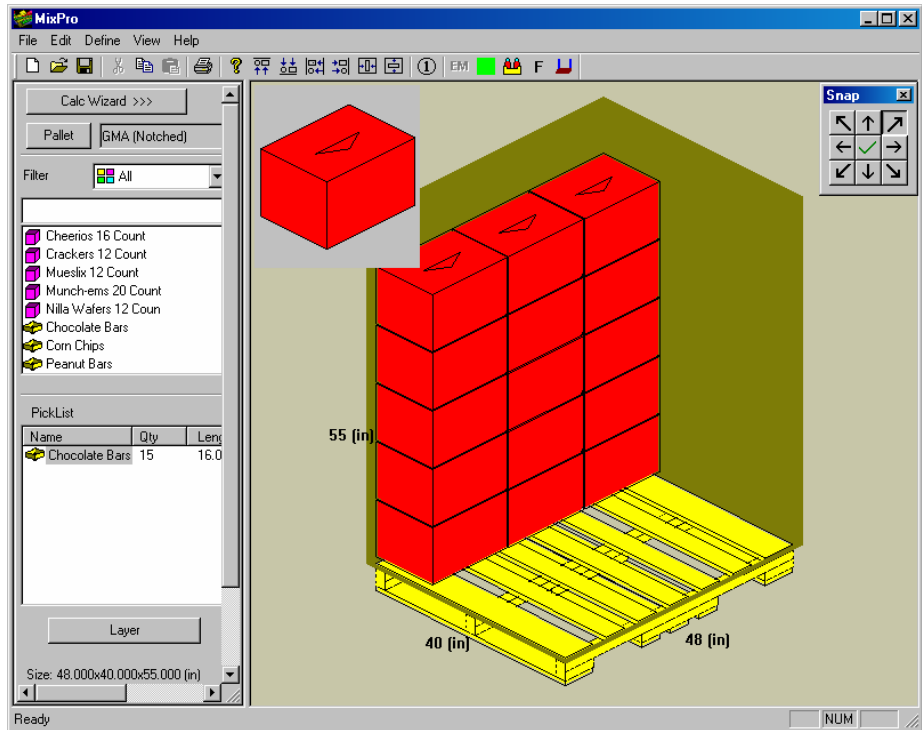 MixPro
File Edit Define View Help
? 1 EM F
Calc Wizard >>>
Pallet GMA (Notched)
Filter All
Cheerios 16 Count
Crackers 12 Count
Mueslix 12 Count
Munch-ems 20 Count
Nilla Wafers 12 Coun
Chocolate Bars
Corn Chips
Peanut Bars
PickList
Name Qty Leng
Chocolate Bars 15 16.0
Layer
Size: 48.000x40.000x55.000 (in)
Snap
55 (in)
40 (in)
48 (in)
Ready NUM